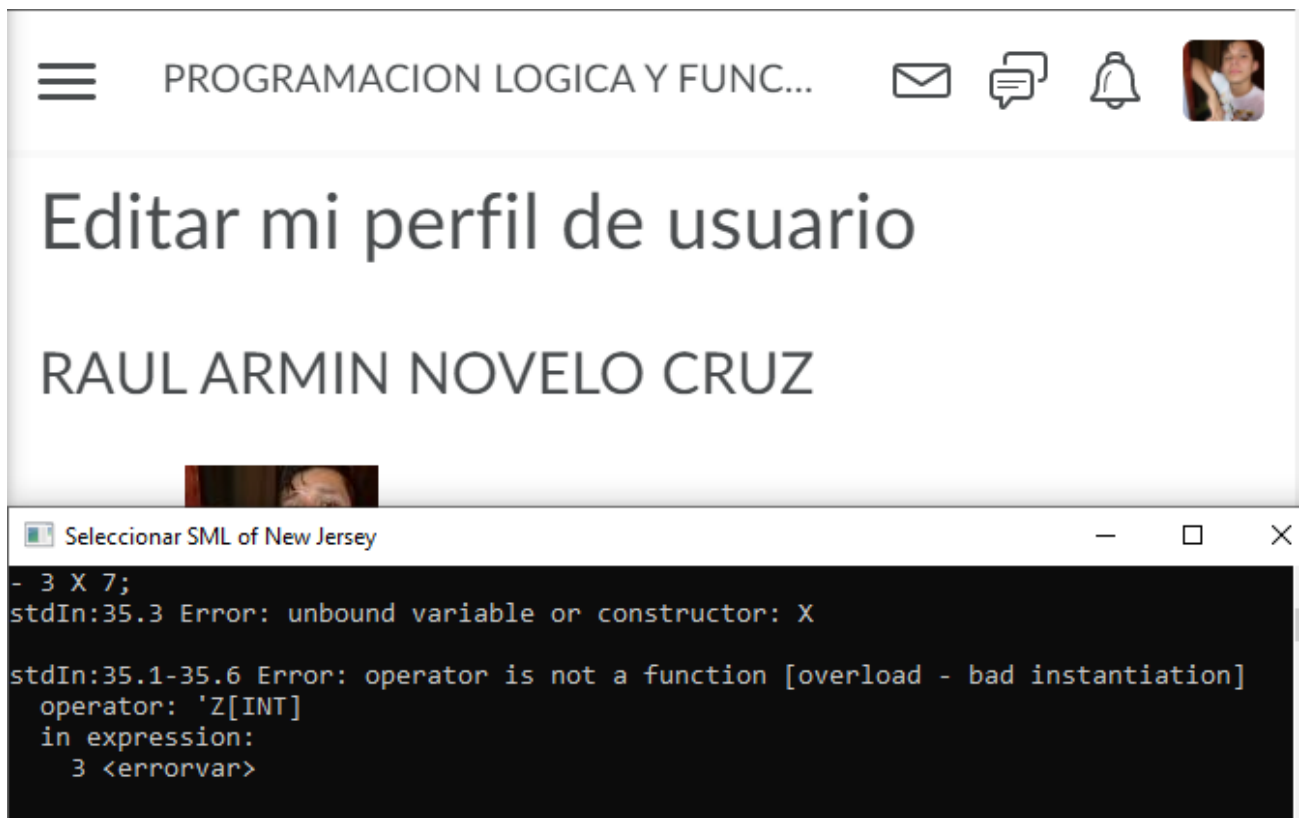 PROGRAMACION LOGICA Y FUNC...
Editar mi perfil de usuario
RAUL ARMIN NOVELO CRUZ
Seleccionar SML of New Jersey
- 3 X 7;
stdIn:35.3 Error: unbound variable or constructor: X
stdIn:35.1-35.6 Error: operator is not a function [overload - bad instantiation]
operator: 'Z[INT]
in expression:
3 <errorvar>